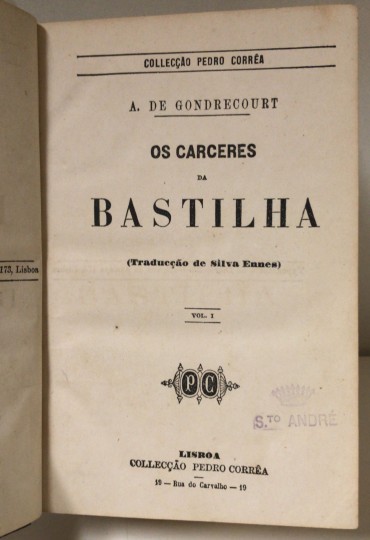 COLLECÇÃO PEDRO CORRÊA
A. DE GONDRECOURT
OS CARCERES
DA
BASTILHA
(Traducção de Silva Ennes)
VOL. I
PC
S.TO ANDRÉ
LISBOA
COLLECÇÃO PEDRO CORRÊA
19 — Rua do Carvalho — 19
173, Lisboa